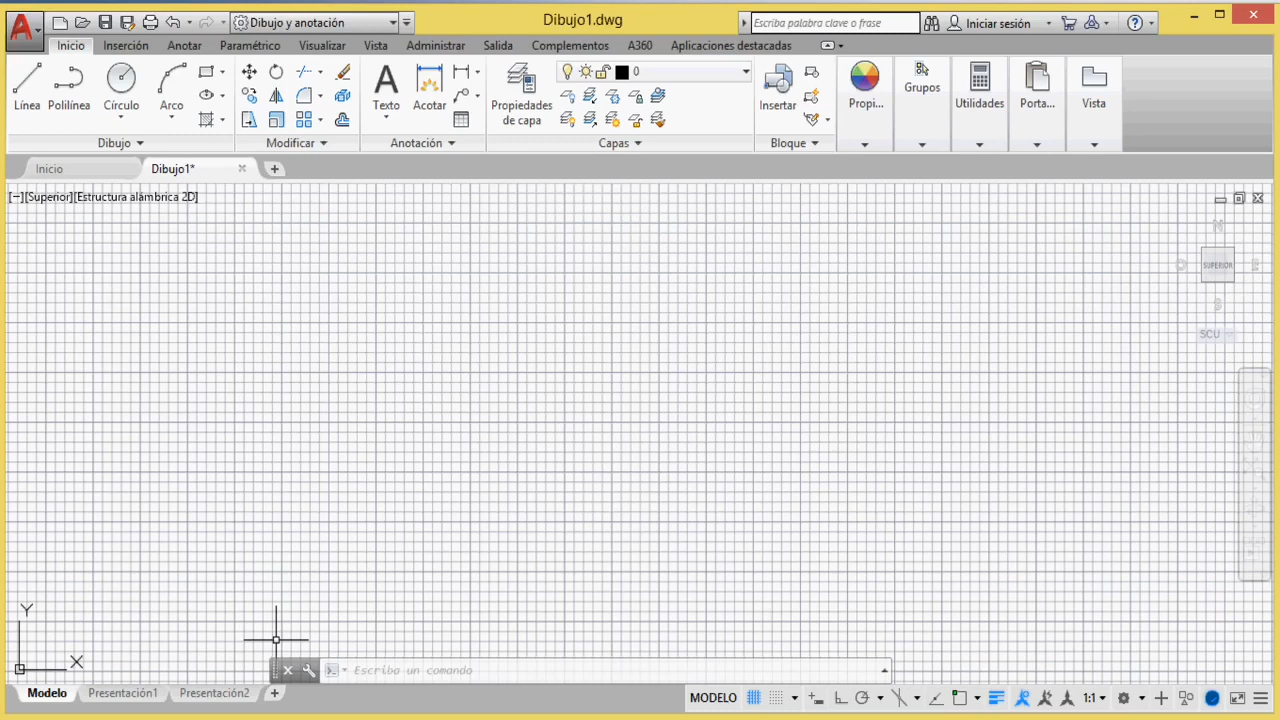 Dibujo y anotación
Dibujo1.dwg
Escriba palabra clave o frase
Iniciar sesión
Inicio Inserción Anotar Paramétrico Visualizar Vista Administrar Salida Complementos A360 Aplicaciones destacadas
Línea Polilínea Círculo Arco
Texto Acotar
Propiedades de capa
0
Insertar
Propi... Grupos Utilidades Porta... Vista
Dibujo Modificar Anotación Capas Bloque
Inicio Dibujo1*
[−][Superior][Estructura alámbrica 2D]
N
SUPERIOR
E
S
SCU
Y
X
Escriba un comando
Modelo Presentación1 Presentación2
MODELO
1:1